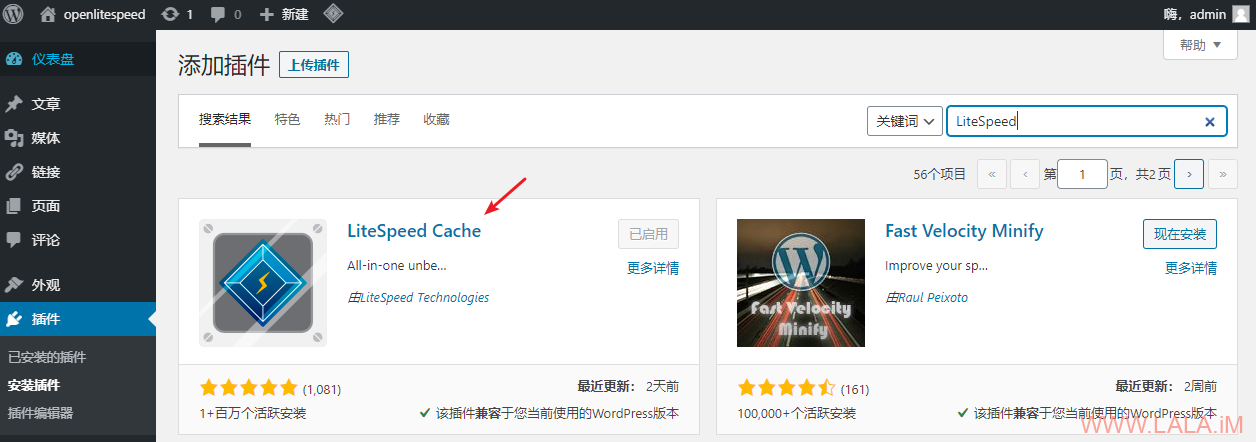 openlitespeed 1 0 新建 嗨，admin
仪表盘
文章
媒体
链接
页面
评论
外观
插件
已安装的插件
安装插件
插件编辑器
帮助
添加插件 上传插件
搜索结果 特色 热门 推荐 收藏 关键词 LiteSpeed
56个项目 « ‹ 第 1 页，共2页 › »
LiteSpeed Cache 已启用
All-in-one unbe... 更多详情
由LiteSpeed Technologies
(1,081) 最近更新： 2天前
1+百万个活跃安装 该插件兼容于您当前使用的WordPress版本
Fast Velocity Minify 现在安装
Improve your sp... 更多详情
由Raul Peixoto
Fast Velocity
Minify
(161) 最近更新： 2周前
100,000+个活跃安装 该插件兼容于您当前使用的WordPress版本
WWW.LALA.iM